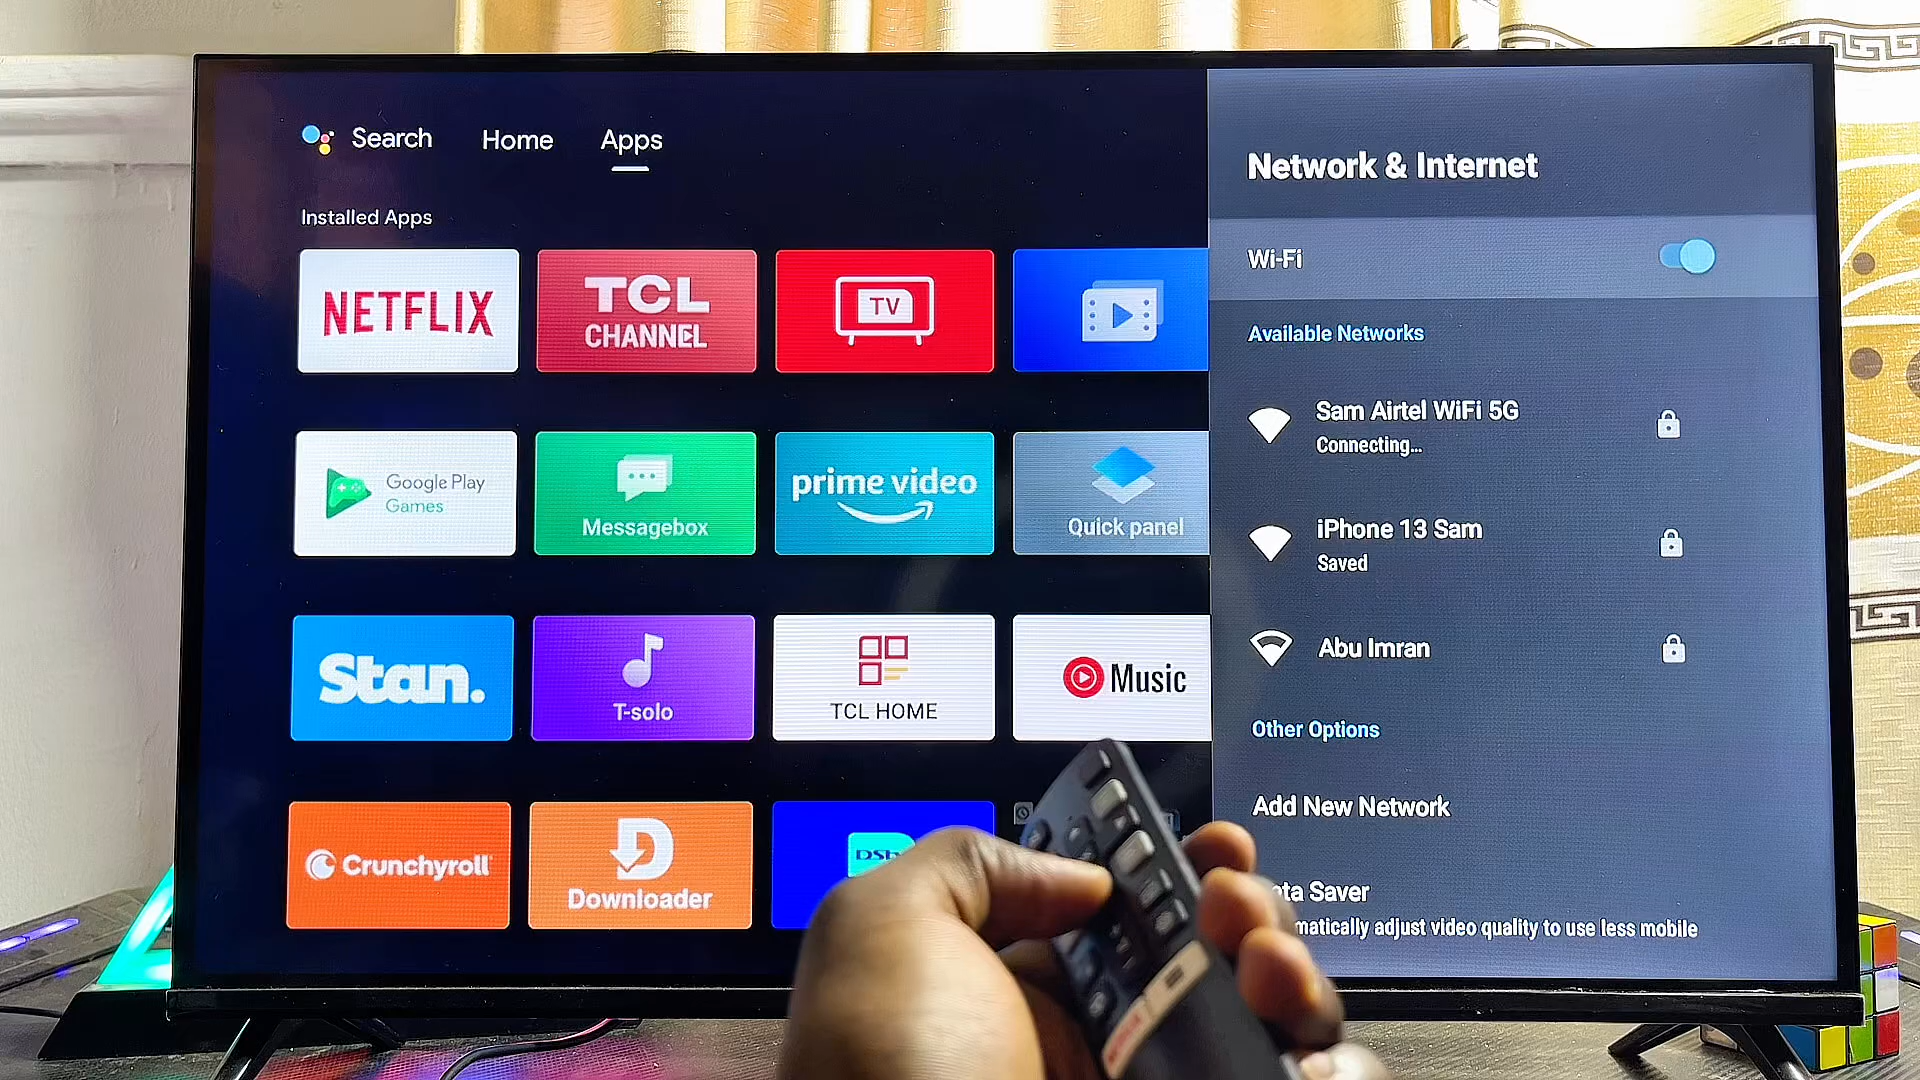 Search Home Apps
Installed Apps
NETFLIX
TCL
CHANNEL
TV
Google Play
Games
Messagebox
prime video
Quick panel
Stan.
T-solo
TCL HOME
Music
Crunchyroll
Downloader
Network & Internet
Wi-Fi
Available Networks
Sam Airtel WiFi 5G
Connecting...
iPhone 13 Sam
Saved
Abu Imran
Other Options
Add New Network
Saver
adjust video quality to use less mobile